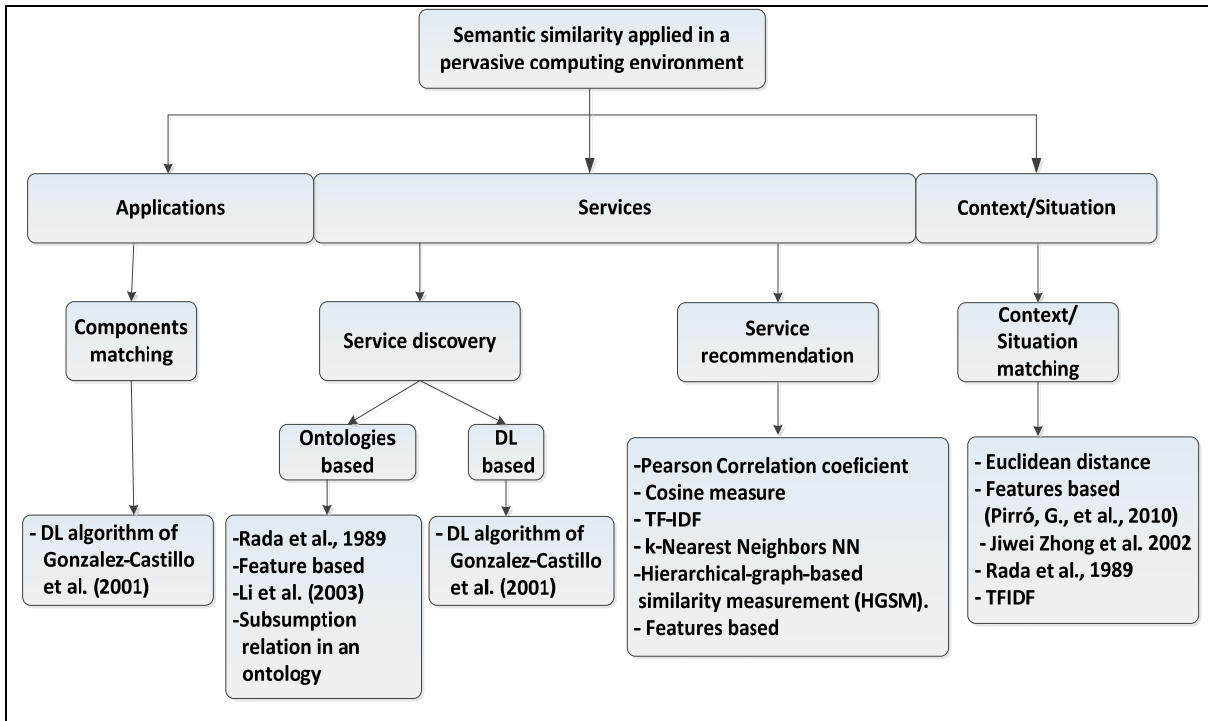 Semantic similarity applied in a
pervasive computing environment
Applications
Services
Context/Situation
Components
matching
Service discovery
Service
recommendation
Context/
Situation
matching
Ontologies
based
DL
based
- DL algorithm of
Gonzalez-Castillo
et al. (2001)
-Rada et al., 1989
-Feature based
-Li et al. (2003)
-Subsumption
relation in an
ontology
- DL algorithm of
Gonzalez-Castillo
et al. (2001)
-Pearson Correlation coeficient
- Cosine measure
- TF-IDF
- k-Nearest Neighbors NN
-Hierarchical-graph-based
similarity measurement (HGSM).
- Features based
- Euclidean distance
- Features based
(Pirró, G., et al., 2010)
- Jiwei Zhong et al. 2002
- Rada et al., 1989
- TFIDF